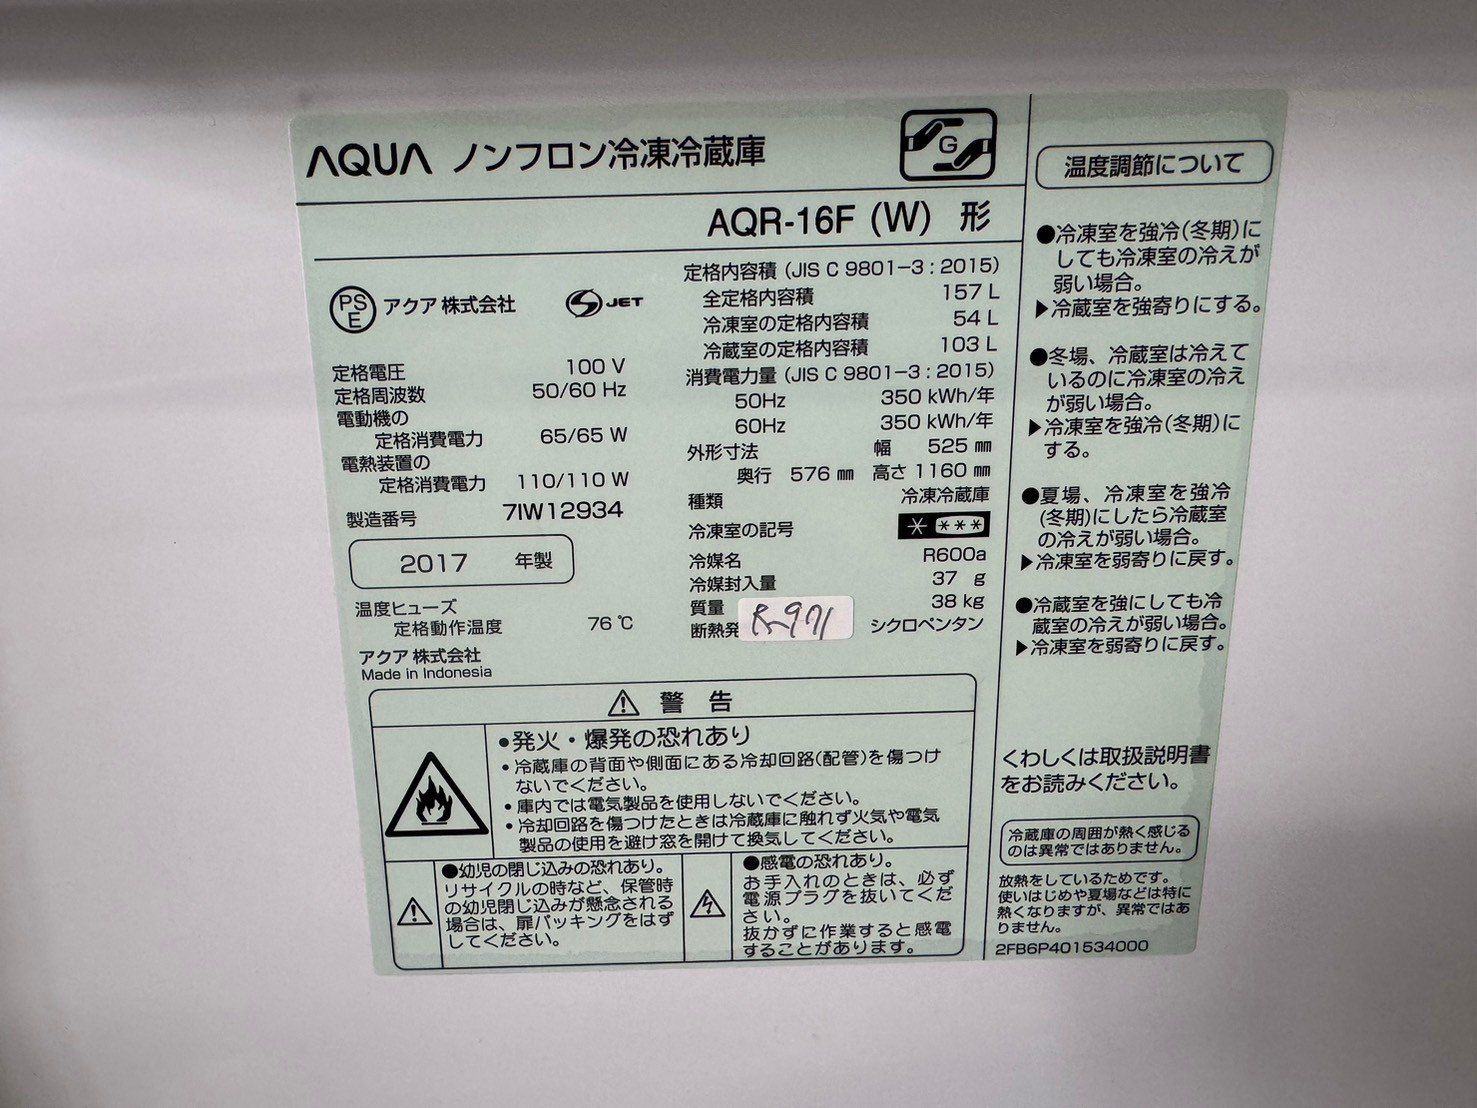 AQUA ノンフロン冷凍冷蔵庫
G
AQR-16F (W) 形
PS
E
アクア 株式会社
JET
定格電圧 100 V
定格周波数 50/60 Hz
電動機の
定格消費電力 65/65 W
電熱装置の
定格消費電力 110/110 W
製造番号 7IW12934
2017 年製
温度ヒューズ
定格動作温度 76 ℃
アクア 株式会社
Made in Indonesia
定格内容積 (JIS C 9801-3 : 2015)
全定格内容積 157 L
冷凍室の定格内容積 54 L
冷蔵室の定格内容積 103 L
消費電力量 (JIS C 9801-3 : 2015)
50Hz 350 kWh/年
60Hz 350 kWh/年
外形寸法 幅 525 ㎜
奥行 576 ㎜ 高さ 1160 ㎜
種類 冷凍冷蔵庫
冷凍室の記号 * ***
冷媒名 R600a
冷媒封入量 37 g
質量 38 kg
断熱発 シクロペンタン
R-971
⚠ 警 告
●発火・爆発の恐れあり
●冷蔵庫の背面や側面にある冷却回路(配管)を傷つけ
ないでください。
●庫内では電気製品を使用しないでください。
●冷却回路を傷つけたときは冷蔵庫に触れず火気や電気
製品の使用を避け窓を開けて換気してください。
●幼児の閉じ込みの恐れあり。
リサイクルの時など、保管時
の幼児閉じ込みが懸念される
場合は、扉パッキングをはず
してください。
●感電の恐れあり。
お手入れのときは、必ず
電源プラグを抜いてくだ
さい。
抜かずに作業すると感電
することがあります。
温度調節について
●冷凍室を強冷(冬期)に
しても冷凍室の冷えが
弱い場合。
▶冷蔵室を強寄りにする。
●冬場、冷蔵室は冷えて
いるのに冷凍室の冷え
が弱い場合。
▶冷凍室を強冷(冬期)に
する。
●夏場、冷凍室を強冷
(冬期)にしたら冷蔵室
の冷えが弱い場合。
▶冷凍室を弱寄りに戻す。
●冷蔵室を強にしても冷
蔵室の冷えが弱い場合。
▶冷凍室を弱寄りに戻す。
くわしくは取扱説明書
をお読みください。
冷蔵庫の周囲が熱く感じる
のは異常ではありません。
放熱をしているためです。
使いはじめや夏場などは特に
熱くなりますが、異常ではあ
りません。
2FB6P401534000